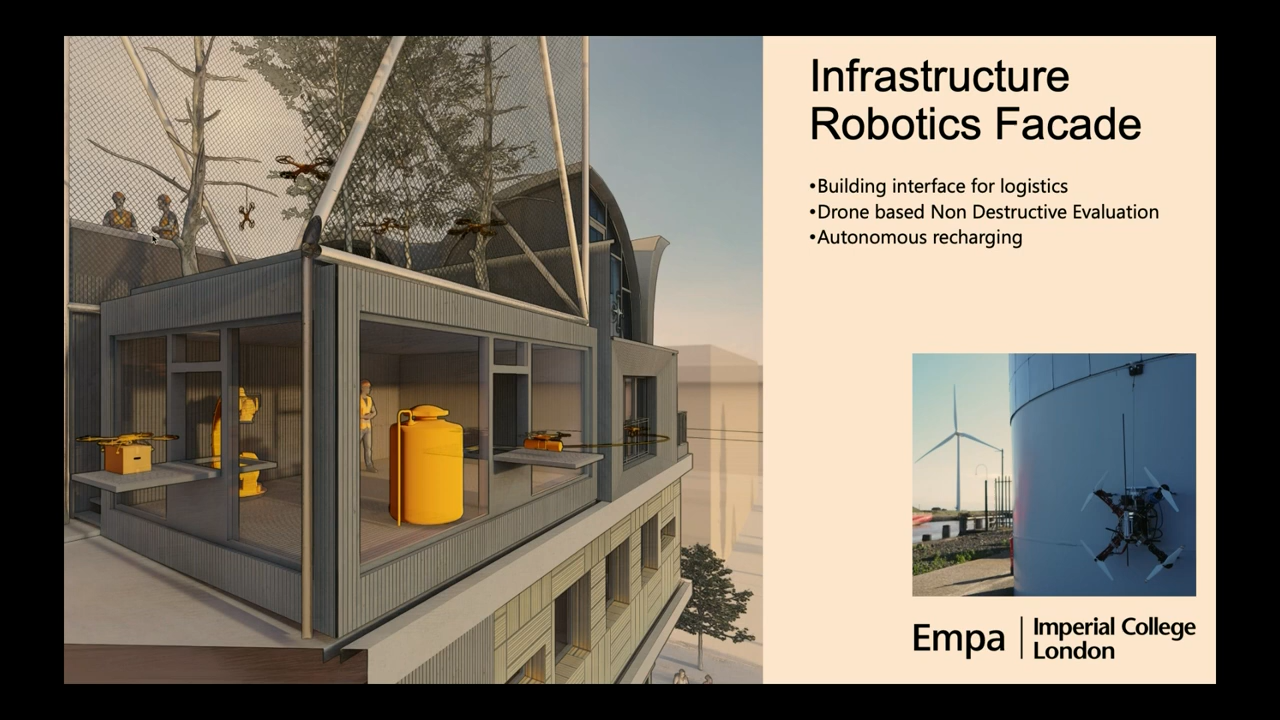 Infrastructure
Robotics Facade
•Building interface for logistics
•Drone based Non Destructive Evaluation
•Autonomous recharging
Empa
Imperial College
London